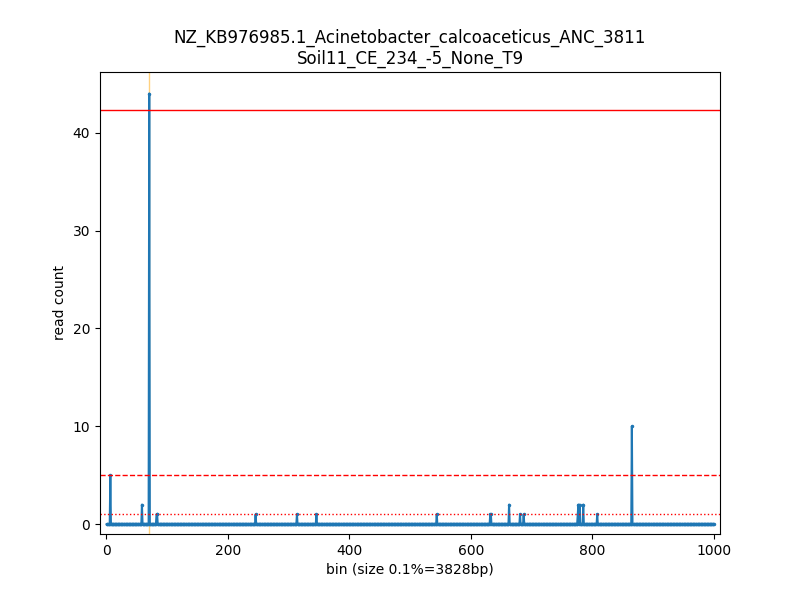 NZ_KB976985.1_Acinetobacter_calcoaceticus_ANC_3811
Soil11_CE_234_-5_None_T9
read count
40
30
20
10
0
0 200 400 600 800 1000
bin (size 0.1%=3828bp)